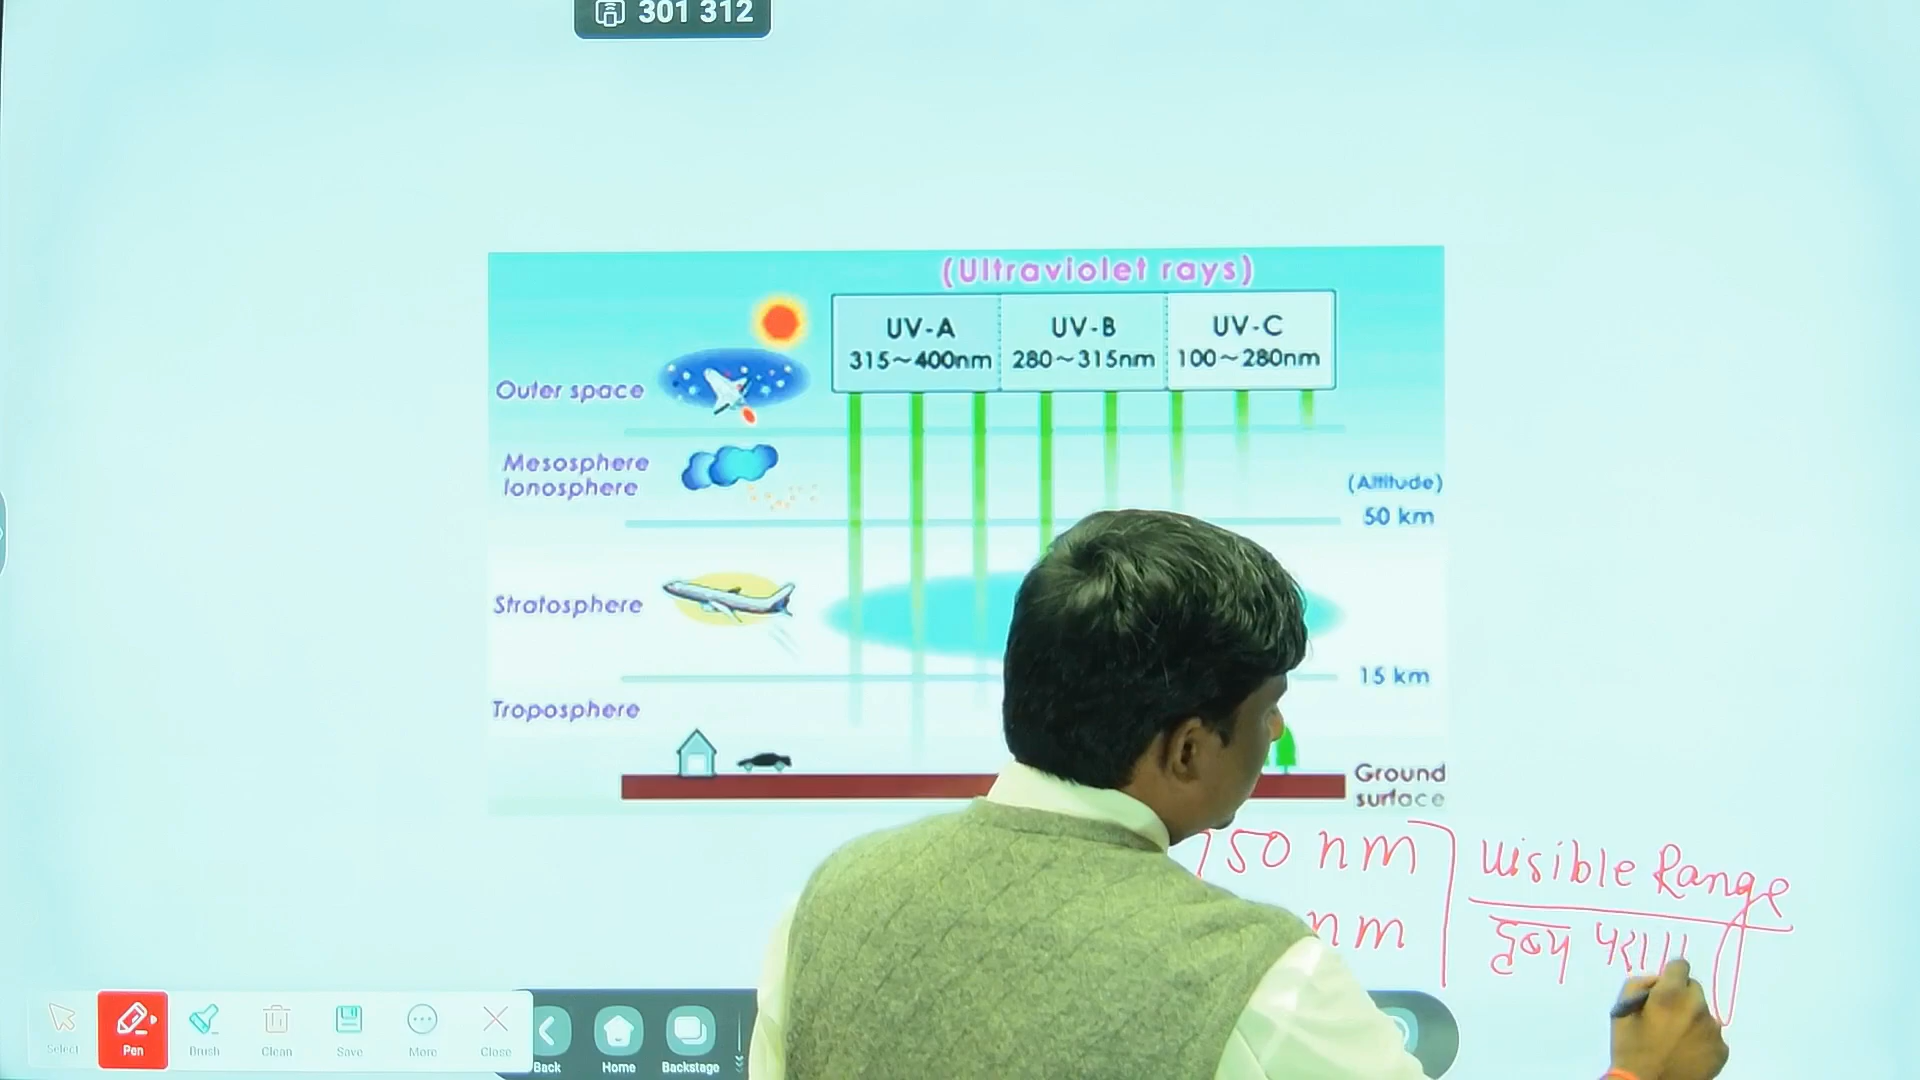 301 312
(Ultraviolet rays)
UV-A UV-B UV-C
315~400nm 280~315nm 100~280nm
Outer space
Mesosphere
Ionosphere
(Altitude)
50 km
Stratosphere
15 km
Troposphere
Ground
surface
750 nm Visible Range
nm दृश्य
Select Pen Brush Clean Save More Close Back Home Backstage